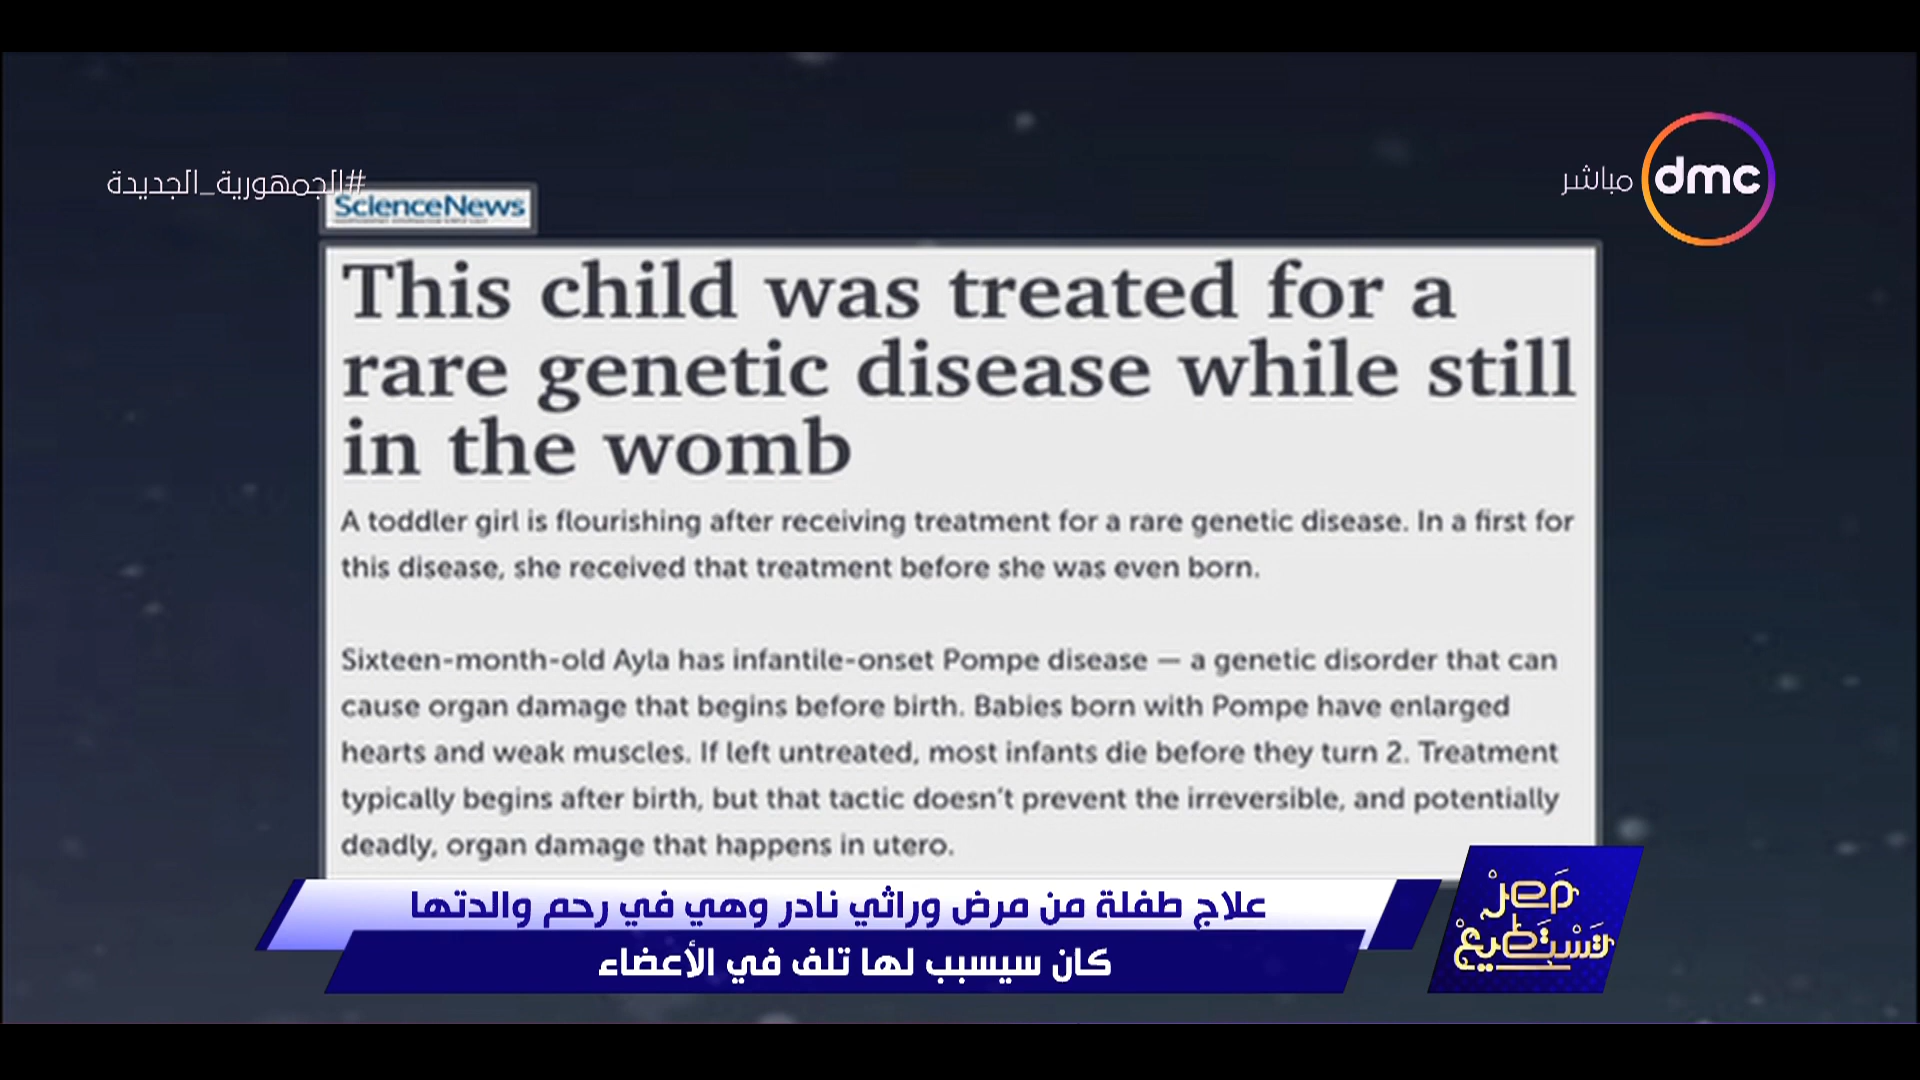 #الجمهورية_الجديدة
مباشر
dmc
ScienceNews
This child was treated for a
rare genetic disease while still
in the womb
A toddler girl is flourishing after receiving treatment for a rare genetic disease. In a first for
this disease, she received that treatment before she was even born.
Sixteen-month-old Ayla has infantile-onset Pompe disease — a genetic disorder that can
cause organ damage that begins before birth. Babies born with Pompe have enlarged
hearts and weak muscles. If left untreated, most infants die before they turn 2. Treatment
typically begins after birth, but that tactic doesn't prevent the irreversible, and potentially
deadly, organ damage that happens in utero.
علاج طفلة من مرض وراثي نادر وهي في رحم والدتها
كان سيسبب لها تلف في الأعضاء
مَصرْ
تَسْتَطيعْ